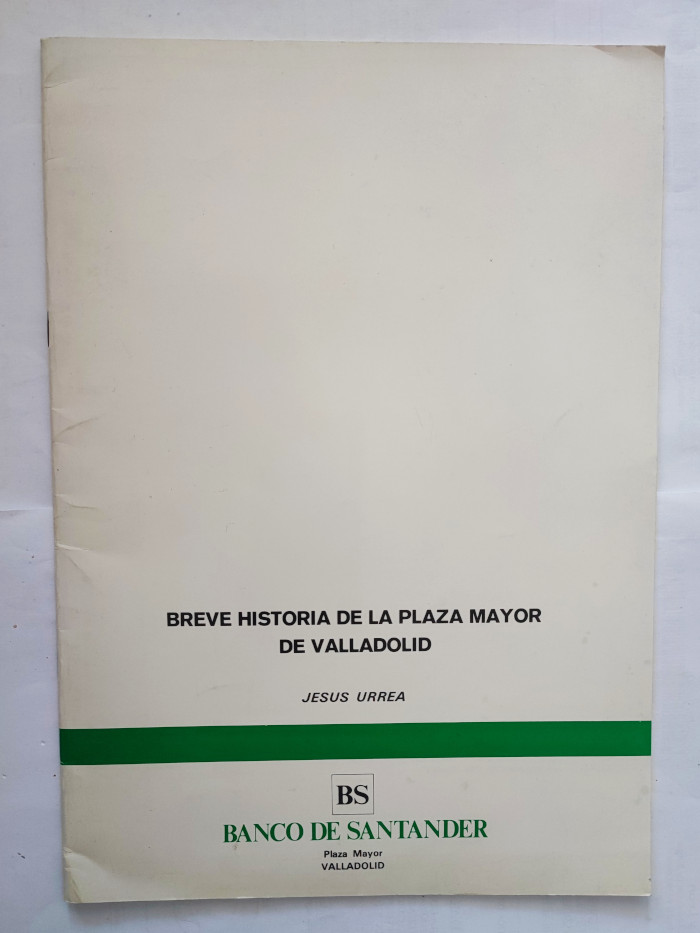 BREVE HISTORIA DE LA PLAZA MAYOR
DE VALLADOLID
JESUS URREA
BS
BANCO DE SANTANDER
Plaza Mayor
VALLADOLID